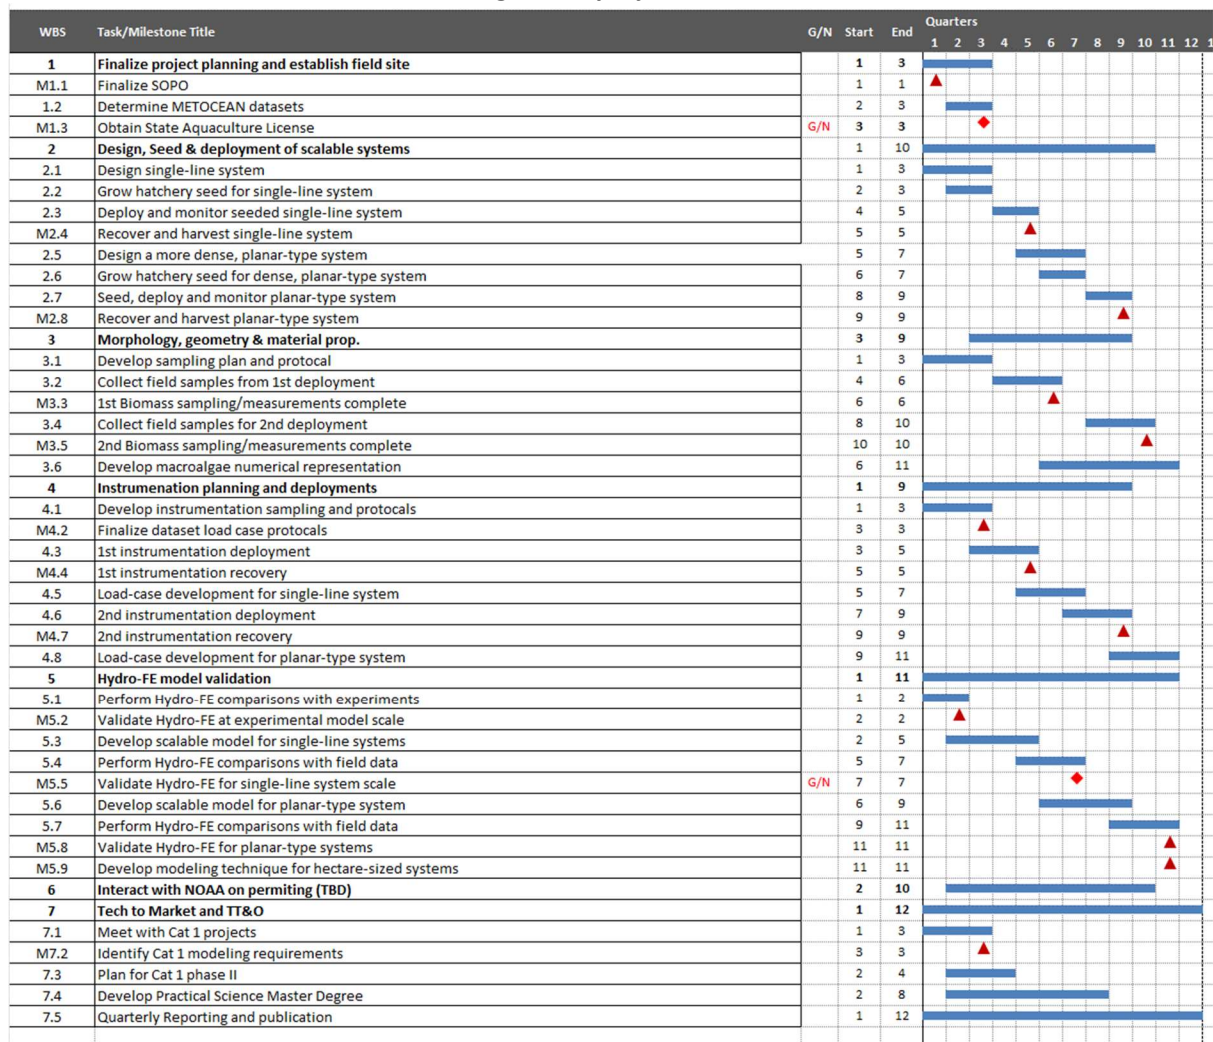 Quarters
WBS Task/Milestone Title G/N Start End 1 2 3 4 5 6 7 8 9 10 11 12 1
1 Finalize project planning and establish field site 1 3
M1.1 Finalize SOPO 1 1
1.2 Determine METOCEAN datasets 2 3
M1.3 Obtain State Aquaculture License G/N 3 3
2 Design, Seed & deployment of scalable systems 1 10
2.1 Design single-line system 1 3
2.2 Grow hatchery seed for single-line system 2 3
2.3 Deploy and monitor seeded single-line system 4 5
M2.4 Recover and harvest single-line system 5 5
2.5 Design a more dense, planar-type system 5 7
2.6 Grow hatchery seed for dense, planar-type system 6 7
2.7 Seed, deploy and monitor planar-type system 8 9
M2.8 Recover and harvest planar-type system 9 9
3 Morphology, geometry & material prop. 3 9
3.1 Develop sampling plan and protocal 1 3
3.2 Collect field samples from 1st deployment 4 6
M3.3 1st Biomass sampling/measurements complete 6 6
3.4 Collect field samples for 2nd deployment 8 10
M3.5 2nd Biomass sampling/measurements complete 10 10
3.6 Develop macroalgae numerical representation 6 11
4 Instrumenation planning and deployments 1 9
4.1 Develop instrumentation sampling and protocals 1 3
M4.2 Finalize dataset load case protocals 3 3
4.3 1st instrumentation deployment 3 5
M4.4 1st instrumentation recovery 5 5
4.5 Load-case development for single-line system 5 7
4.6 2nd instrumentation deployment 7 9
M4.7 2nd instrumentation recovery 9 9
4.8 Load-case development for planar-type system 9 11
5 Hydro-FE model validation 1 11
5.1 Perform Hydro-FE comparisons with experiments 1 2
M5.2 Validate Hydro-FE at experimental model scale 2 2
5.3 Develop scalable model for single-line systems 2 5
5.4 Perform Hydro-FE comparisons with field data 5 7
M5.5 Validate Hydro-FE for single-line system scale G/N 7 7
5.6 Develop scalable model for planar-type system 6 9
5.7 Perform Hydro-FE comparisons with field data 9 11
M5.8 Validate Hydro-FE for planar-type systems 11 11
M5.9 Develop modeling technique for hectare-sized systems 11 11
6 Interact with NOAA on permiting (TBD) 2 10
7 Tech to Market and TT&O 1 12
7.1 Meet with Cat 1 projects 1 3
M7.2 Identify Cat 1 modeling requirements 3 3
7.3 Plan for Cat 1 phase II 2 4
7.4 Develop Practical Science Master Degree 2 8
7.5 Quarterly Reporting and publication 1 12